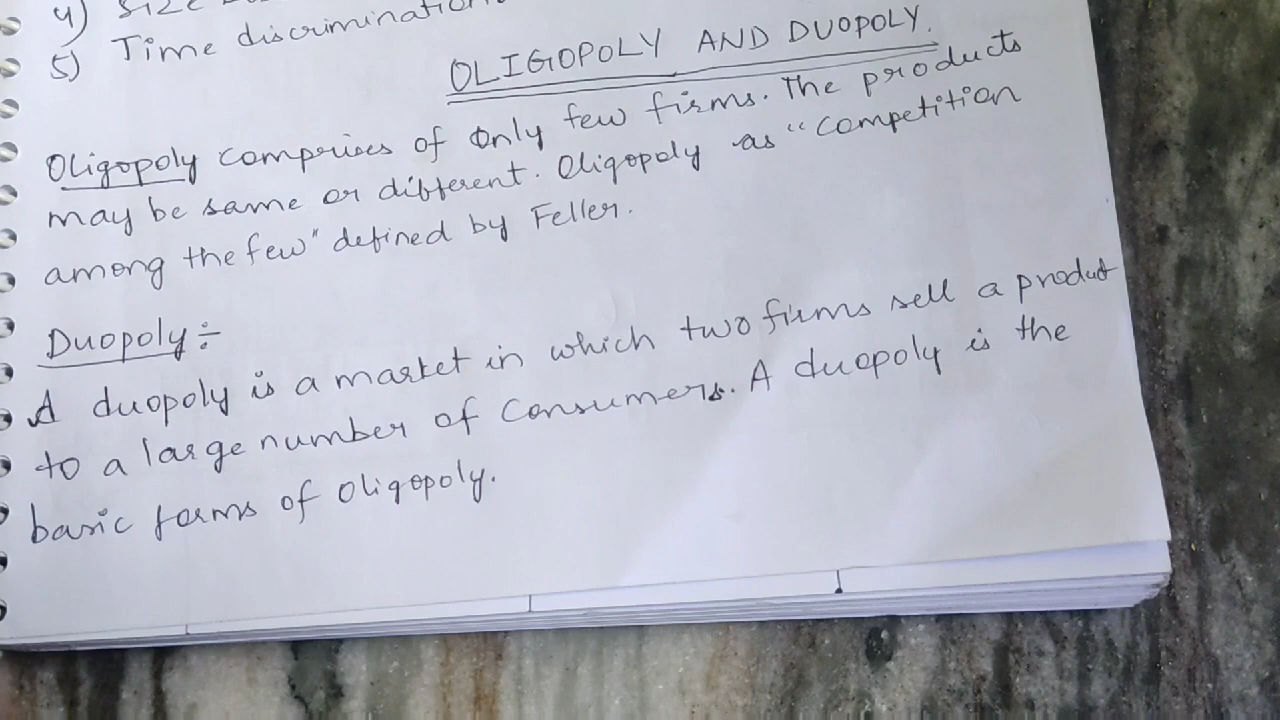 4) Size
5) Time discrimination
OLIGOPOLY AND DUOPOLY.
Oligopoly comprises of only few firms. The products
may be same or different. Oligopoly as "competition
among the few" defined by Feller.
Duopoly :-
A duopoly is a market in which two firms sell a product
to a large number of consumers. A duopoly is the
basic forms of oligopoly.